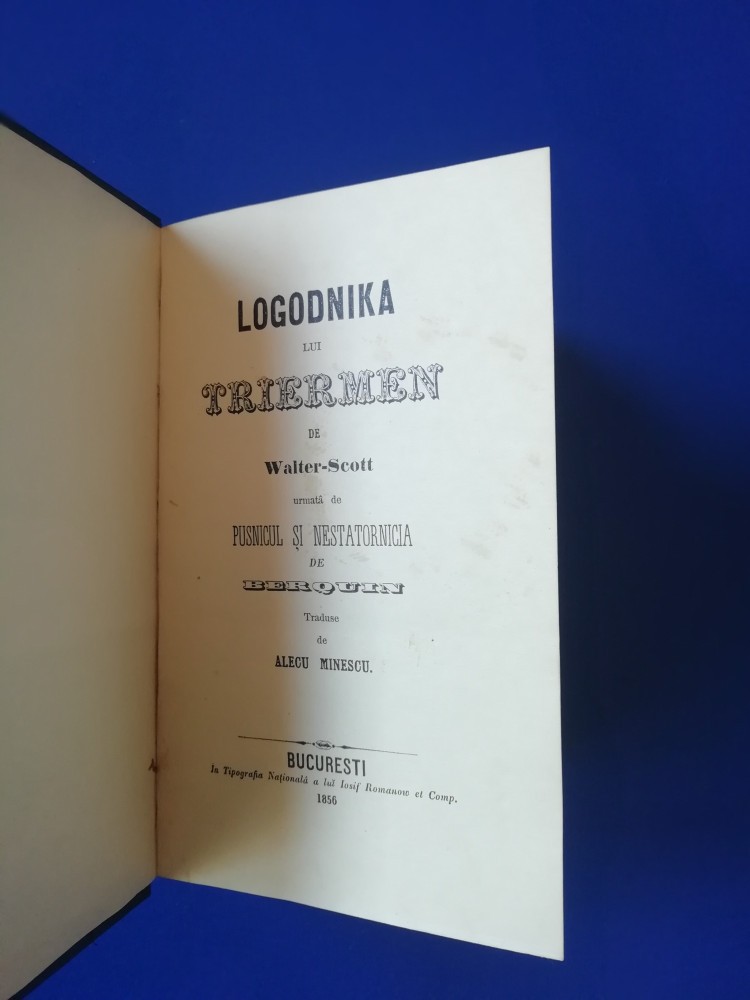 LOGODNIKA
LUI
TRIERMEN
DE
Walter-Scott
urmată de
PUSNICUL ȘI NESTATORNICIA
DE
BERQUIN
Traduse
de
ALECU MINESCU.
BUCURESTI
În Tipografia Națională a lui Iosif Romanow et Comp.
1856